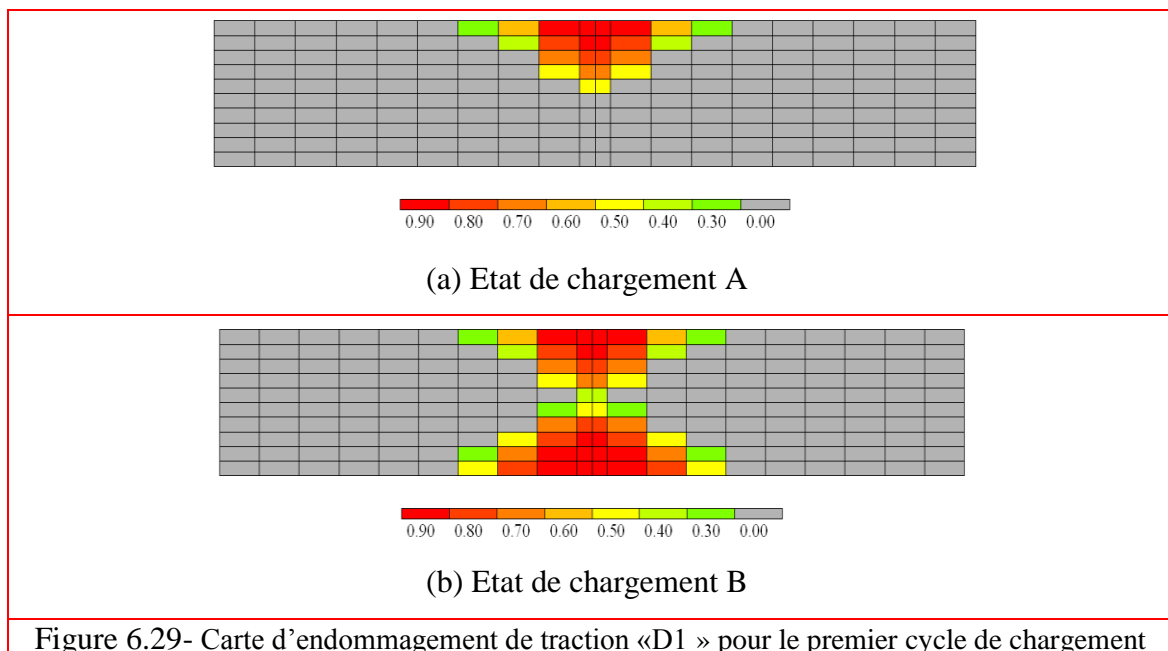 0.90 0.80 0.70 0.60 0.50 0.40 0.30 0.00
(a) Etat de chargement A
0.90 0.80 0.70 0.60 0.50 0.40 0.30 0.00
(b) Etat de chargement B
Figure 6.29- Carte d’endommagement de traction «D1 » pour le premier cycle de chargement